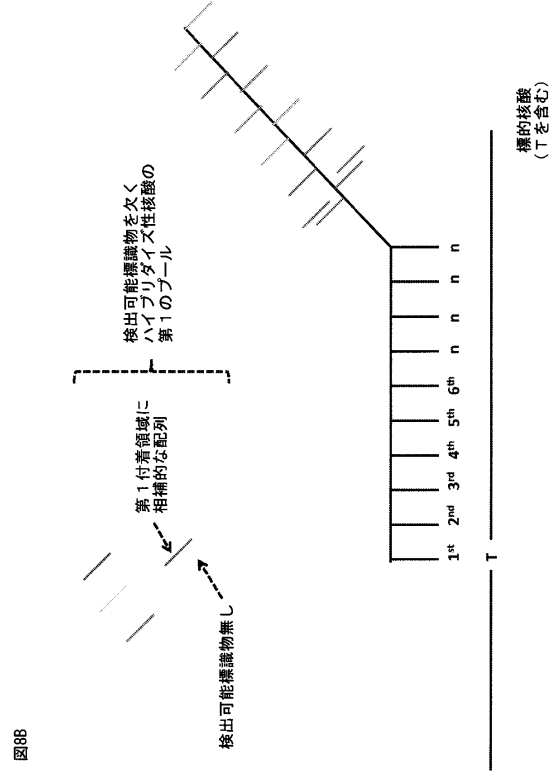 図8B
検出可能標識物を欠く
ハイブリダイズ性核酸の
第1のプール
第1付着領域に
相補的な配列
検出可能標識物無し
1st 2nd 3rd 4th 5th 6th n n n n
T
標的核酸
(Tを含む)